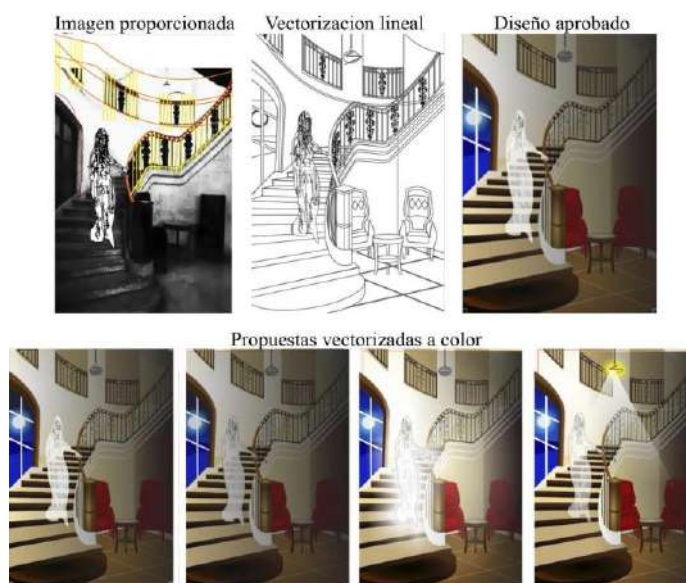 Imagen proporcionada
Vectorizacion lineal
Diseño aprobado
Propuestas vectorizadas a color